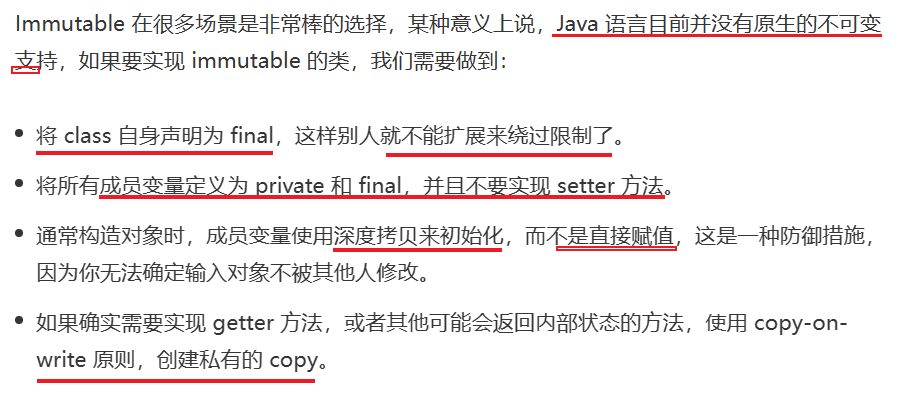 Immutable 在很多场景是非常棒的选择，某种意义上说，Java 语言目前并没有原生的不可变
支持，如果要实现 immutable 的类，我们需要做到：
• 将 class 自身声明为 final，这样别人就不能扩展来绕过限制了。
• 将所有成员变量定义为 private 和 final，并且不要实现 setter 方法。
• 通常构造对象时，成员变量使用深度拷贝来初始化，而不是直接赋值，这是一种防御措施，
因为你无法确定输入对象不被其他人修改。
• 如果确实需要实现 getter 方法，或者其他可能会返回内部状态的方法，使用 copy-on-
write 原则，创建私有的 copy。